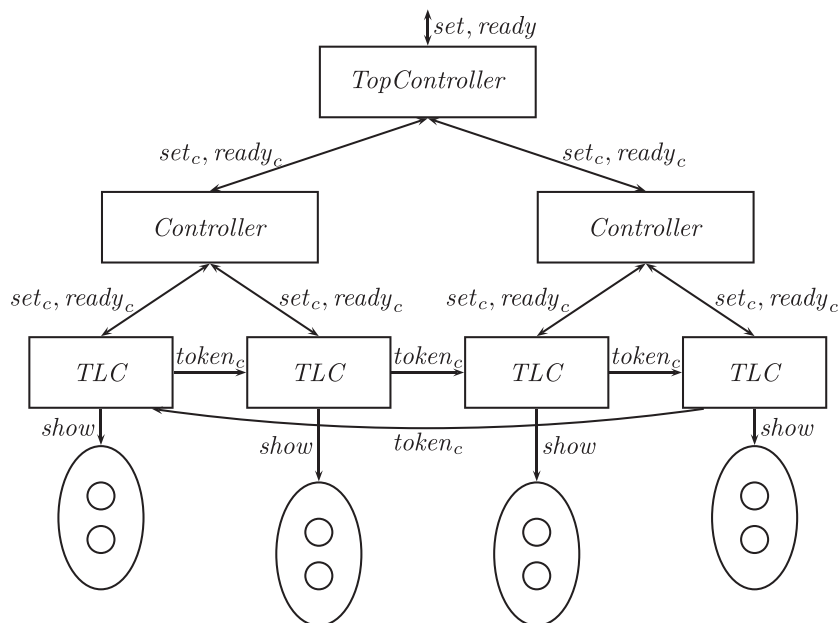 set, ready
TopController
set_c, ready_c
set_c, ready_c
Controller
Controller
set_c, ready_c
set_c, ready_c
set_c, ready_c
set_c, ready_c
TLC
token_c
TLC
token_c
TLC
token_c
TLC
show
show
token_c
show
show